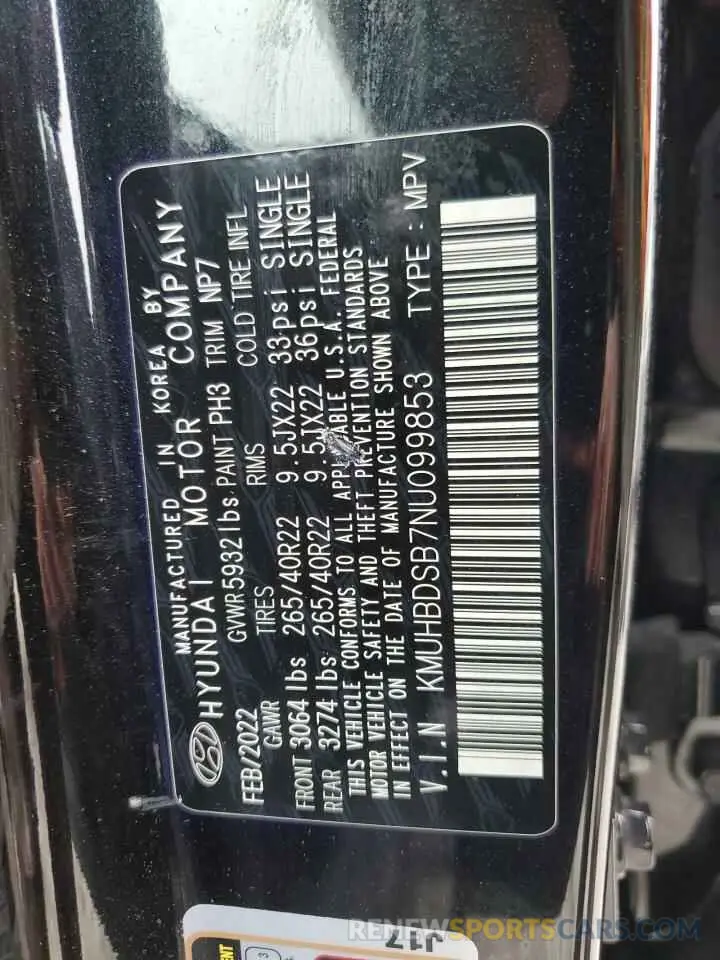 MANUFACTURED IN KOREA BY
HYUNDAI MOTOR COMPANY
FEB/2022 GVWR 5932 lbs. PAINT PH3 TRIM NP7
GAWR TIRES RIMS COLD TIRE INFL
FRONT 3064 lbs 265/40R22 9.5JX22 33psi SINGLE
REAR 3274 lbs 265/40R22 9.5JX22 36psi SINGLE
THIS VEHICLE CONFORMS TO ALL APPLICABLE U.S.A. FEDERAL
MOTOR VEHICLE SAFETY AND THEFT PREVENTION STANDARDS
IN EFFECT ON THE DATE OF MANUFACTURE SHOWN ABOVE
V.I.N KMUHBDSB7NU099853 TYPE : MPV
J17
RENEWSPORTSCARS.COM